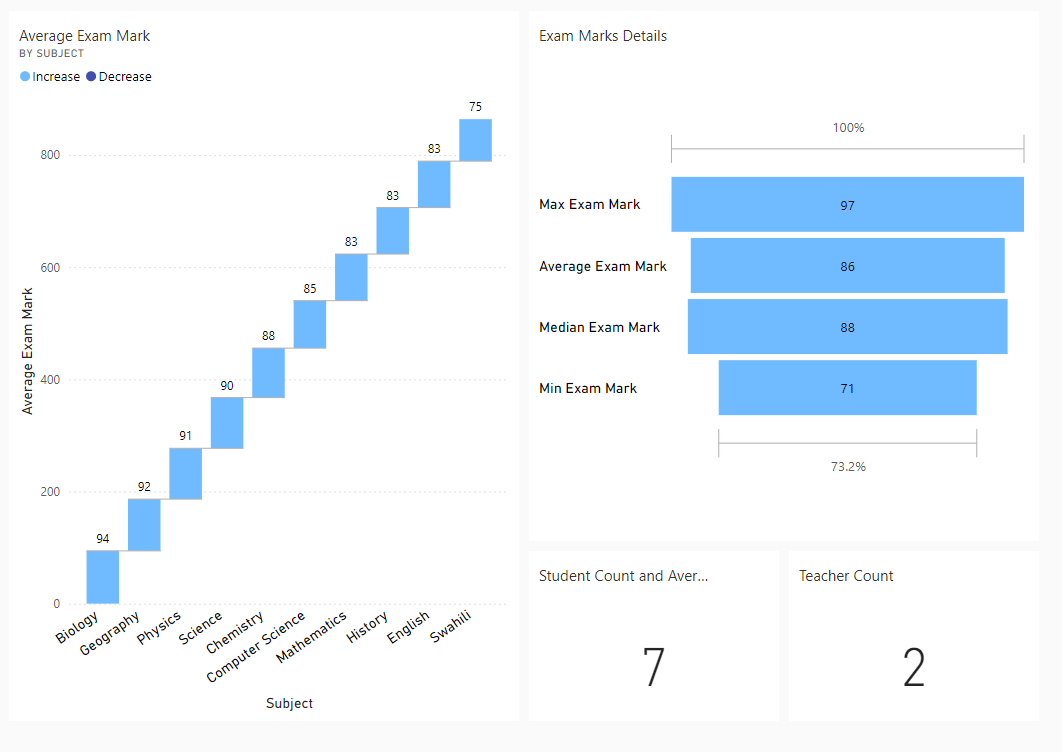 Average Exam Mark
BY SUBJECT
Increase Decrease
75
83
83
83
85
88
90
91
92
94
800
600
400
200
0
Average Exam Mark
Biology
Geography
Physics
Science
Chemistry
Computer Science
Mathematics
History
English
Swahili
Subject
Exam Marks Details
100%
Max Exam Mark 97
Average Exam Mark 86
Median Exam Mark 88
Min Exam Mark 71
73.2%
Student Count and Aver...
7
Teacher Count
2